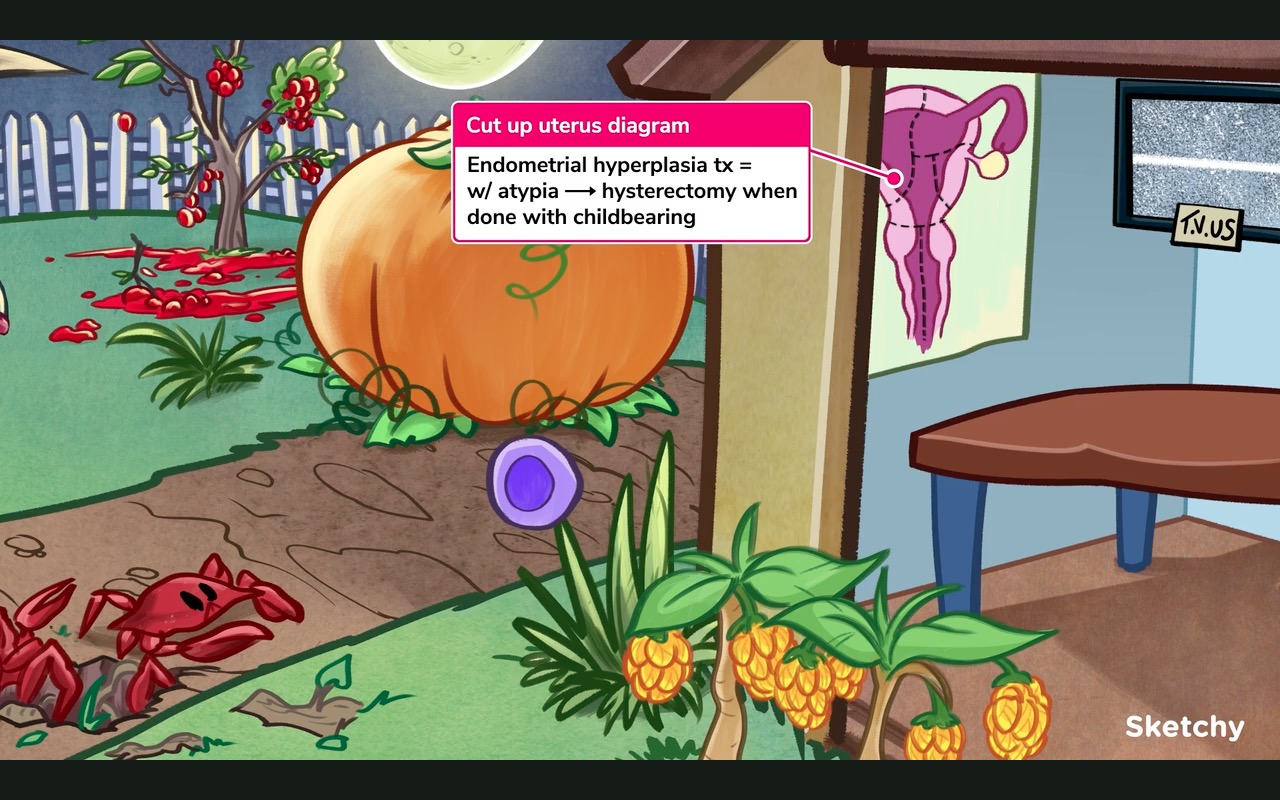 Cut up uterus diagram
Endometrial hyperplasia tx =
w/ atypia ⟶ hysterectomy when
done with childbearing
T.V.US
Sketchy